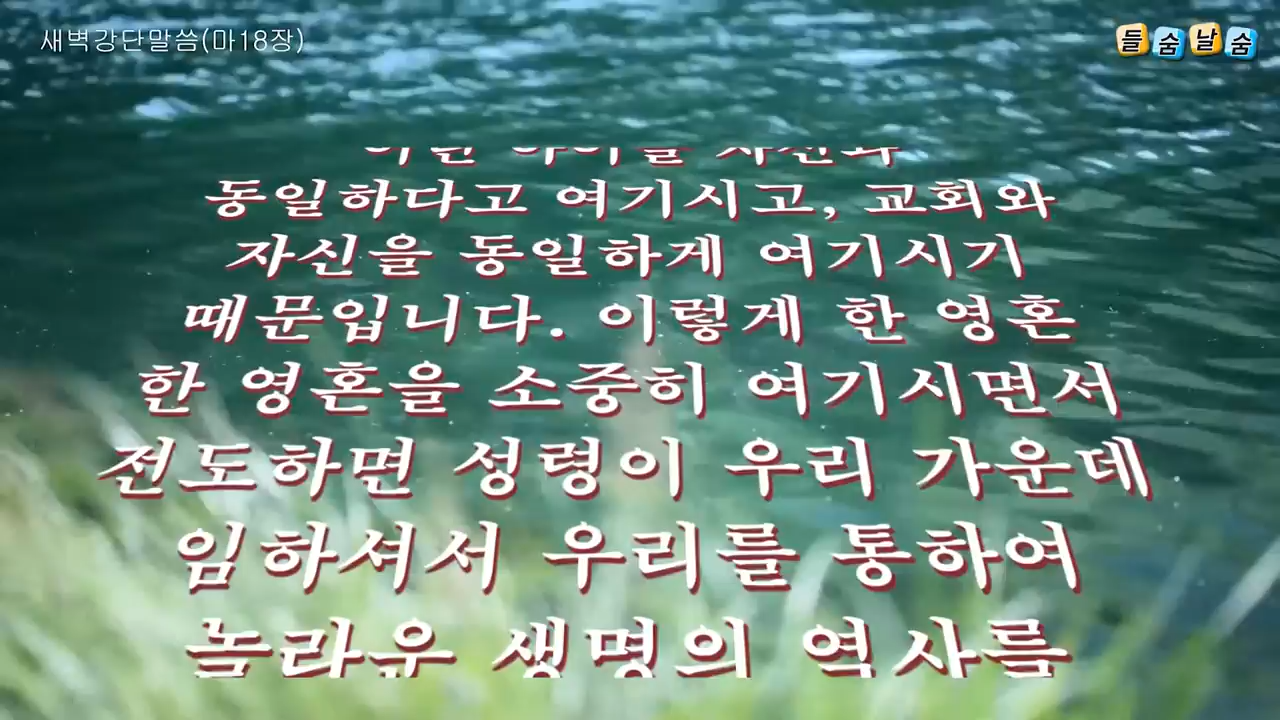 새벽강단말씀(마18장)
들숨날숨
동일하다고 여기시고, 교회와
자신을 동일하게 여기시기
때문입니다. 이렇게 한 영혼
한 영혼을 소중히 여기시면서
전도하면 성령이 우리 가운데
임하셔서 우리를 통하여
놀라운 생명의 역사를